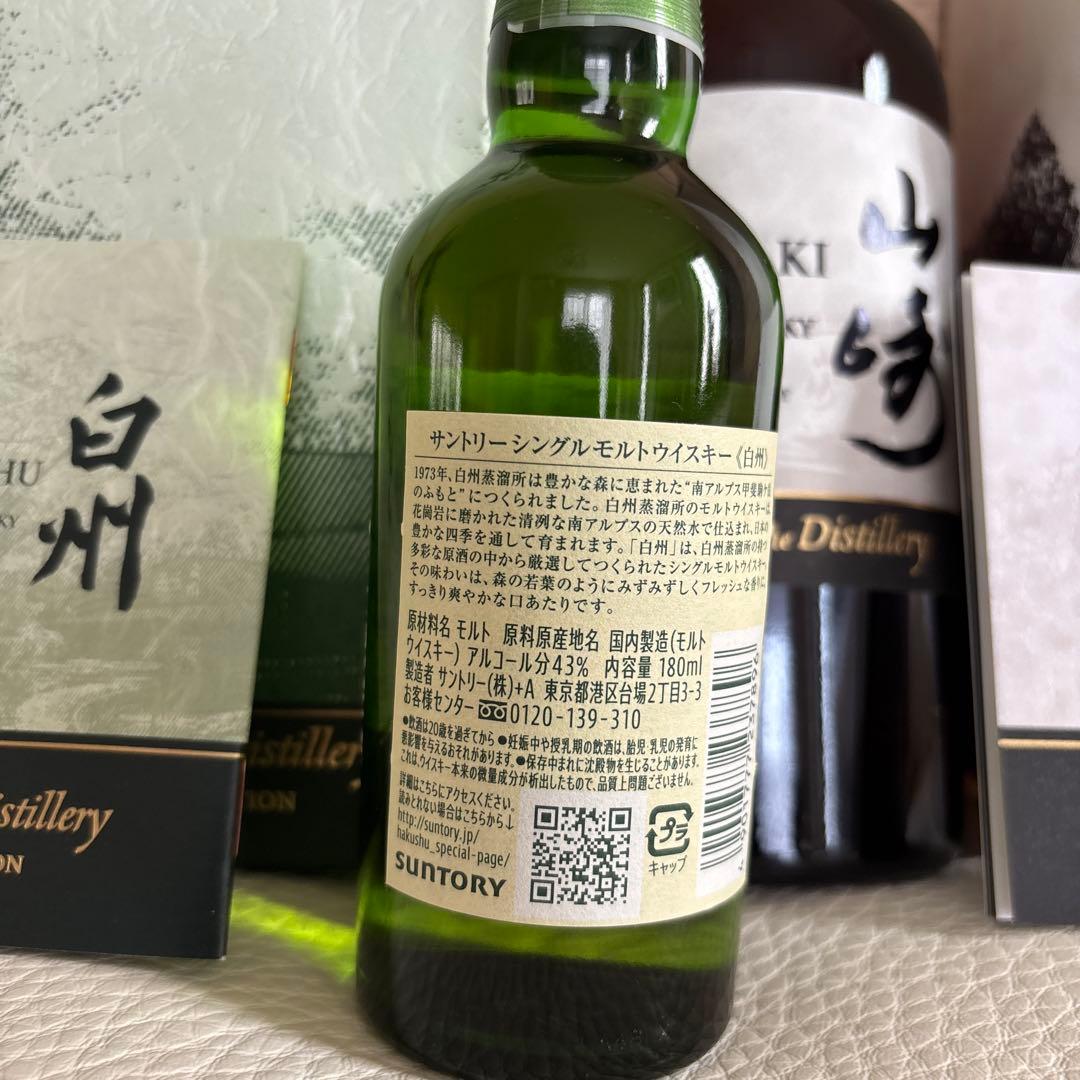 サントリーシングルモルトウイスキー《白州》
1973年、白州蒸溜所は豊かな森に恵まれた“南アルプス甲斐駒ケ岳
のふもと”につくられました。白州蒸溜所のモルトウイスキーは、
花崗岩に磨かれた清冽な南アルプスの天然水で仕込まれ、日本の
豊かな四季を通して育まれます。「白州」は、白州蒸溜所の持つ
多彩な原酒の中から厳選してつくられたシングルモルトウイスキー。
その味わいは、森の若葉のようにみずみずしくフレッシュな香りに、
すっきり爽やかな口あたりです。
原材料名 モルト 原料原産地名 国内製造(モルト
ウイスキー) アルコール分43% 内容量 180ml
製造者 サントリー(株)+A 東京都港区台場2丁目3-3
お客様センター 0120-139-310
●飲酒は20歳を過ぎてから ●妊娠中や授乳期の飲酒は、胎児・乳児の発育に
悪影響を与えるおそれがあります。●保存中まれに沈殿物を生じることがあります。
これは、ウイスキー本来の微量成分が析出したもので、品質上問題ございません。
詳細はこちらにアクセスください。
読みとれない場合はこちらから↓
http://suntory.jp/
hakushu_special-page/
SUNTORY
プラ
キャップ
HU
KY
白州
istillery
ON
istillery
ION
KI
KY
山崎
he Distillery